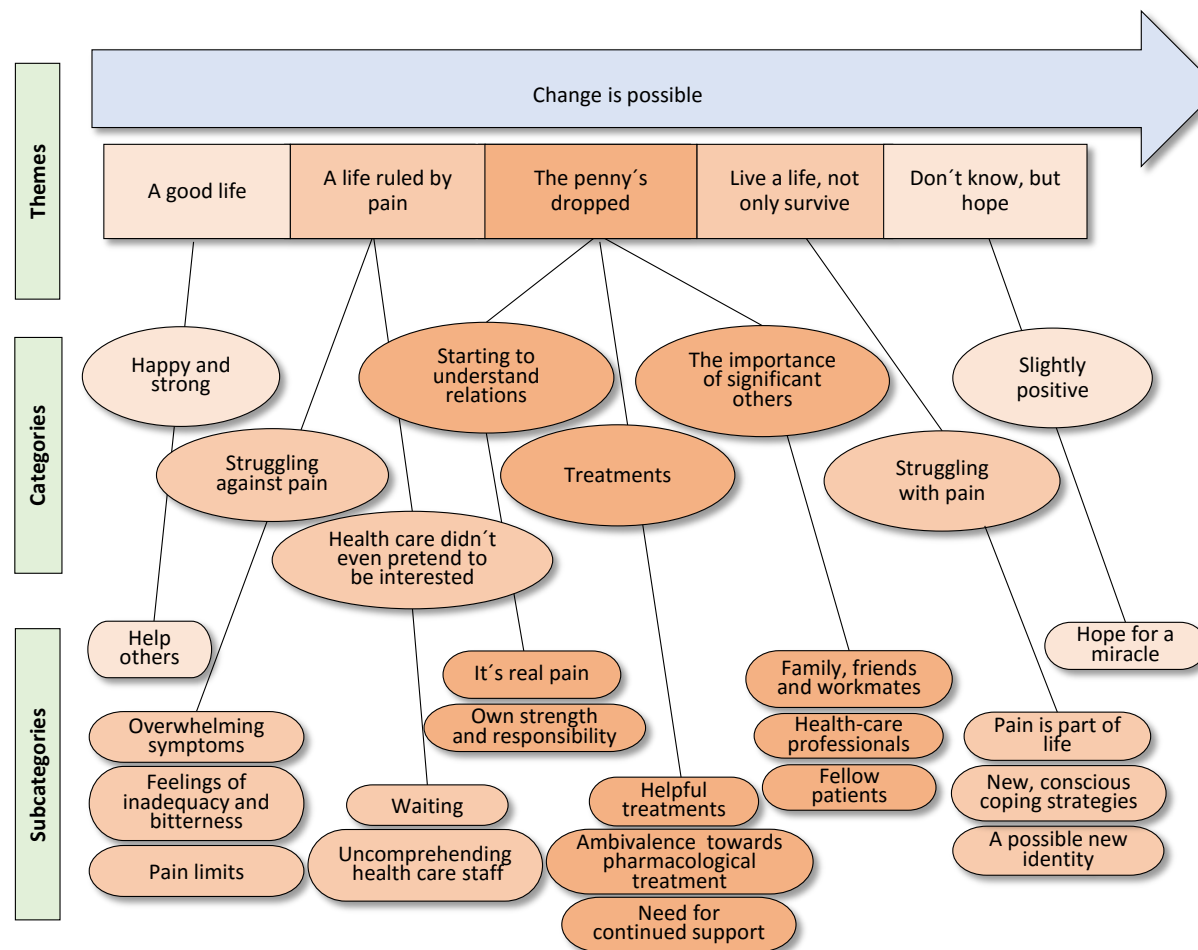 Themes
Change is possible
A good life
A life ruled by
pain
The penny´s
dropped
Live a life, not
only survive
Don´t know, but
hope
Categories
Happy and
strong
Starting to
understand
relations
The importance
of significant
others
Slightly
positive
Struggling
against pain
Treatments
Struggling
with pain
Health care didn´t
even pretend to
be interested
Subcategories
Help
others
Overwhelming
symptoms
Feelings of
inadequacy and
bitterness
Pain limits
Waiting
Uncomprehending
health care staff
It´s real pain
Own strength
and responsibility
Helpful
treatments
Ambivalence towards
pharmacological
treatment
Need for
continued support
Family, friends
and workmates
Health-care
professionals
Fellow
patients
Hope for a
miracle
Pain is part of
life
New, conscious
coping strategies
A possible new
identity